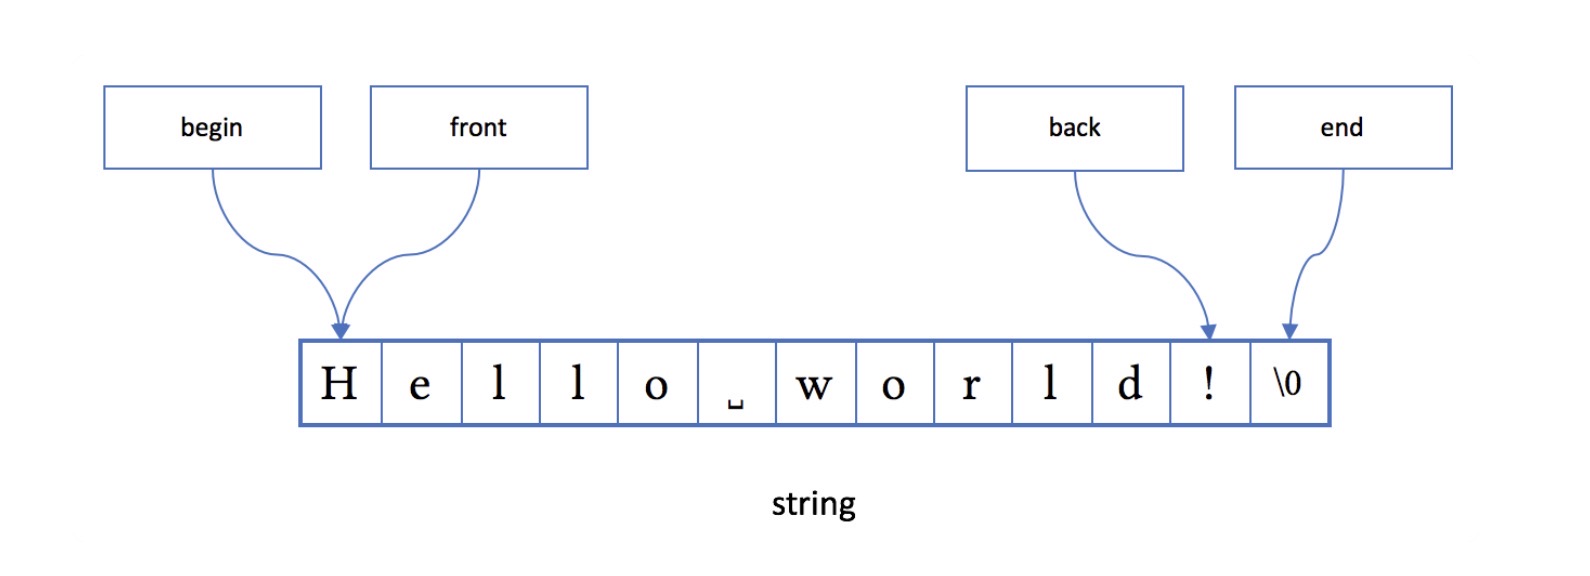 begin front back end
H e l l o ␣ w o r l d ! \0
string